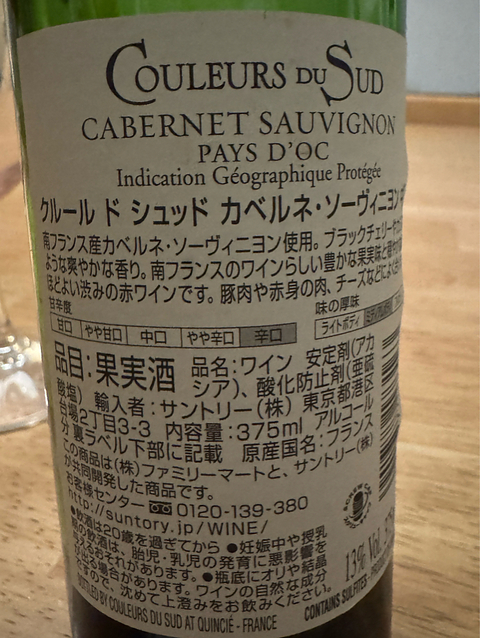 COULEURS DU SUD
CABERNET SAUVIGNON
PAYS D'OC
Indication Géographique Protégée
クルール ド シュッド カベルネ・ソーヴィニヨン
南フランス産カベルネ・ソーヴィニヨン使用。ブラックチェリーや
ような爽やかな香り。南フランスのワインらしい豊かな果実味と
ほどよい渋みの赤ワインです。豚肉や赤身の肉、チーズなどに
甘辛度
味の厚味
甘口 やや甘口 中口 やや辛口 辛口
ライトボディ
品目:果実酒 品名:ワイン 安定剤(アカ
シア)、酸化防止剤(亜硫
酸塩) 輸入者:サントリー(株) 東京都港区
台場2丁目3-3 内容量:375ml アルコール
分 裏ラベル下部に記載 原産国名:フランス
この商品は(株)ファミリーマートと、サントリー(株)
が共同開発した商品です。
お客様センター 0120-139-380
http://suntory.jp/WINE/
●飲酒は20歳を過ぎてから ●妊娠中や授乳
期の飲酒は、胎児・乳児の発育に悪影響を
与えるおそれがあります。●瓶底にオリや結晶
がある場合があります。ワインの自然な成分
ですので、沈めて上澄みをお飲みください。
BOTTLED BY COULEURS DU SUD AT QUINCIÉ - FRANCE
13% Vol.
CONTAINS SULFITES -